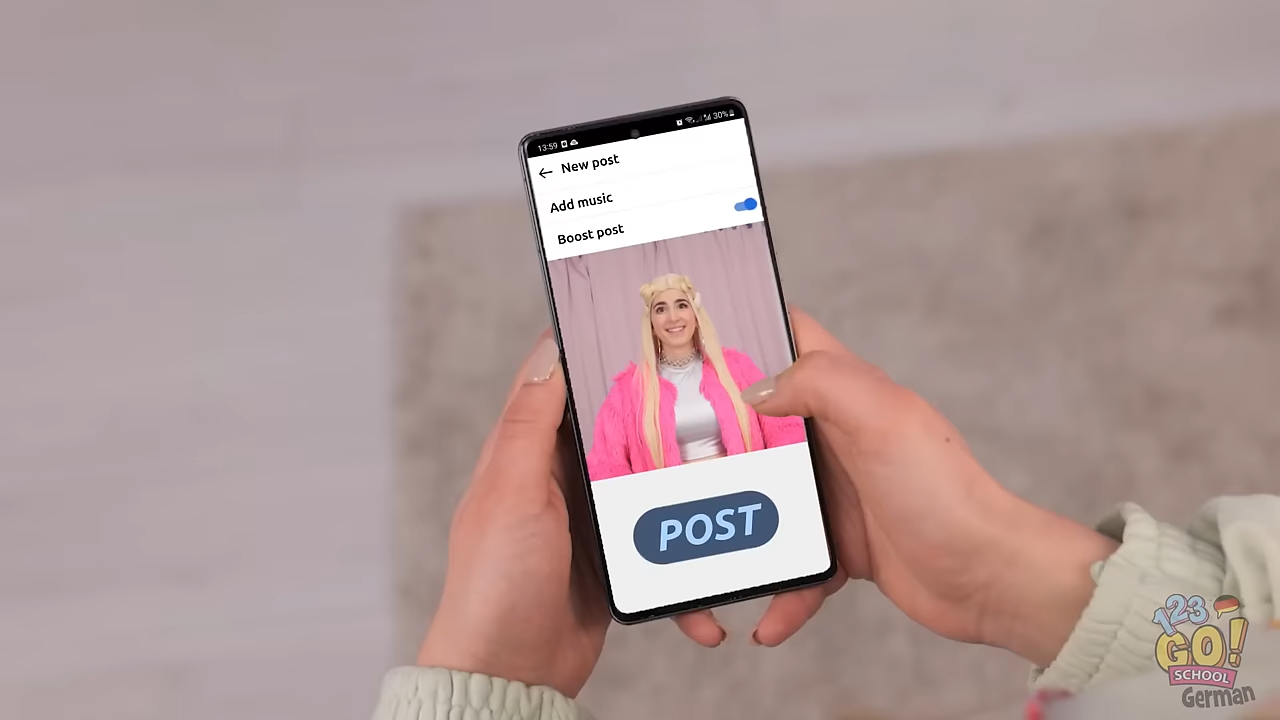 13:59
30%
New post
Add music
Boost post
POST
123
GO!
SCHOOL
German